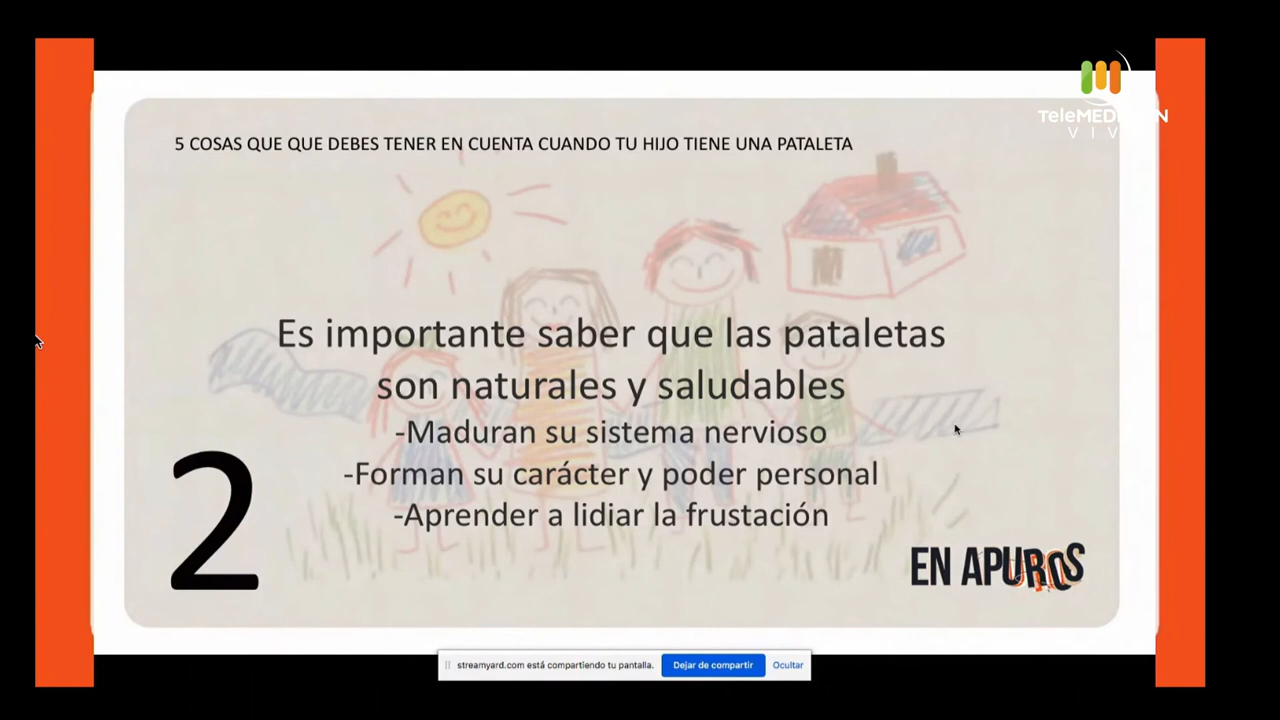 TeleMEDELLÍN
VIVE
5 COSAS QUE QUE DEBES TENER EN CUENTA CUANDO TU HIJO TIENE UNA PATALETA
Es importante saber que las pataletas
son naturales y saludables
-Maduran su sistema nervioso
-Forman su carácter y poder personal
-Aprender a lidiar la frustación
2
EN APUROS
streamyard.com está compartiendo tu pantalla.
Dejar de compartir
Ocultar